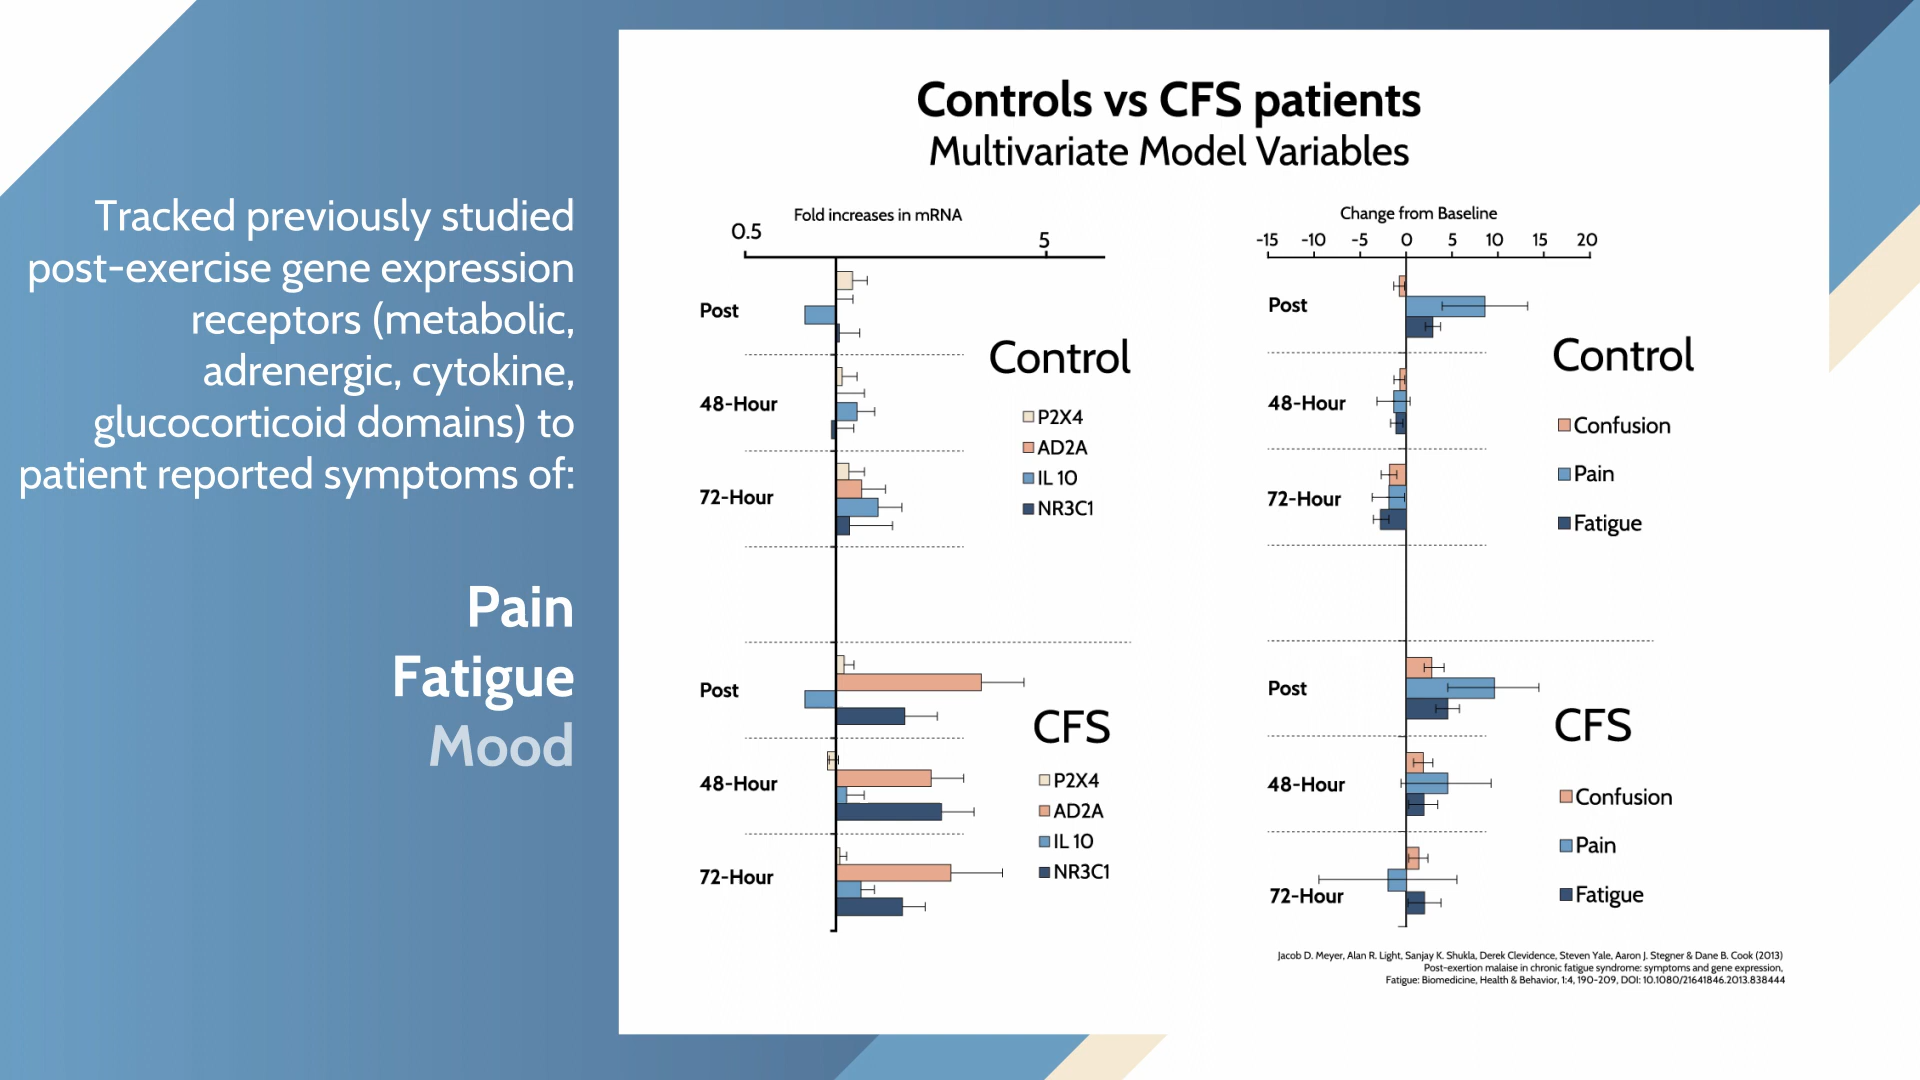 Tracked previously studied
post-exercise gene expression
receptors (metabolic,
adrenergic, cytokine,
glucocorticoid domains) to
patient reported symptoms of:
Pain
Fatigue
Mood
Controls vs CFS patients
Multivariate Model Variables
Fold increases in mRNA
0.5 5
Post
48-Hour
72-Hour
Control
P2X4
AD2A
IL 10
NR3C1
Post
48-Hour
72-Hour
CFS
P2X4
AD2A
IL 10
NR3C1
Change from Baseline
-15 -10 -5 0 5 10 15 20
Post
48-Hour
72-Hour
Control
Confusion
Pain
Fatigue
Post
48-Hour
72-Hour
CFS
Confusion
Pain
Fatigue
Jacob D. Meyer, Alan R. Light, Sanjay K. Shukla, Derek Clevidence, Steven Yale, Aaron J. Stegner & Dane B. Cook (2013)
Post-exertion malaise in chronic fatigue syndrome: symptoms and gene expression,
Fatigue: Biomedicine, Health & Behavior, 1:4, 190-209, DOI: 10.1080/21641846.2013.838444